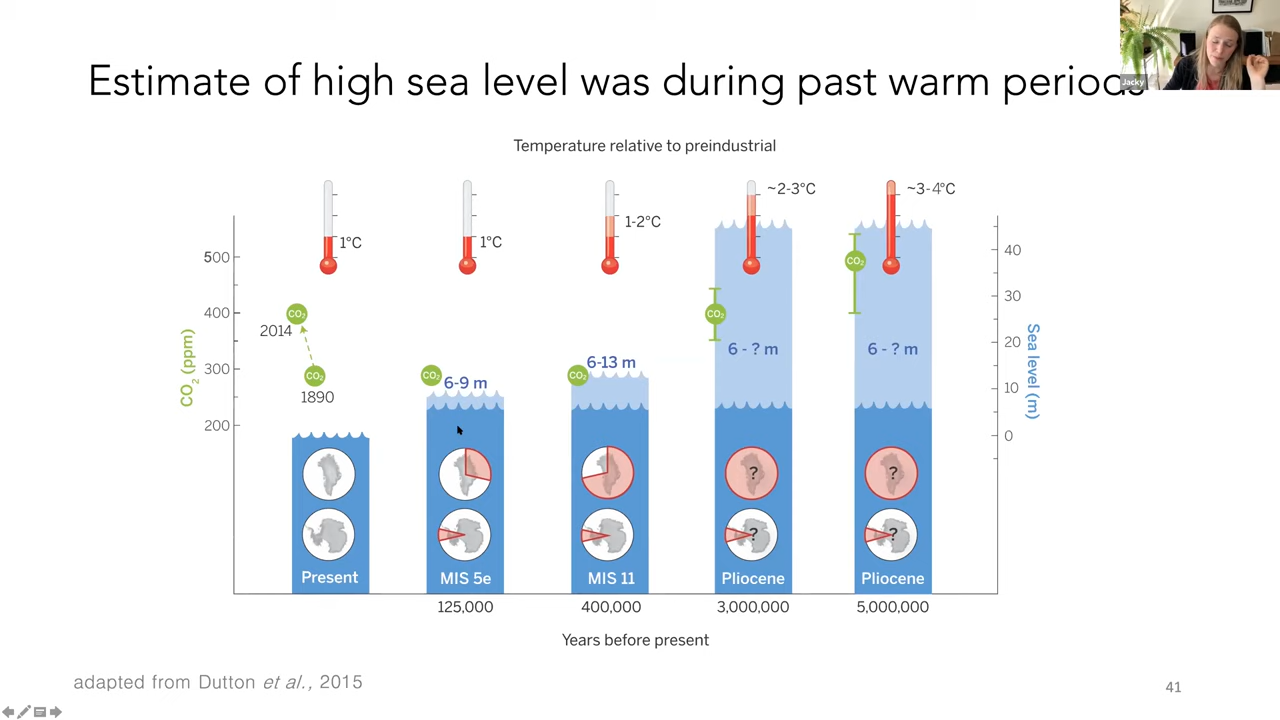 Jacky
Estimate of high sea level was during past warm periods
Temperature relative to preindustrial
1°C
1°C
1-2°C
~2-3°C
~3-4°C
CO₂ (ppm)
500
400
300
200
Sea level (m)
40
30
20
10
0
CO₂
2014
CO₂
1890
CO₂
6-9 m
CO₂
6-13 m
CO₂
6 - ? m
CO₂
6 - ? m
?
?
?
?
Present
MIS 5e
MIS 11
Pliocene
Pliocene
125,000
400,000
3,000,000
5,000,000
Years before present
adapted from Dutton et al., 2015
41